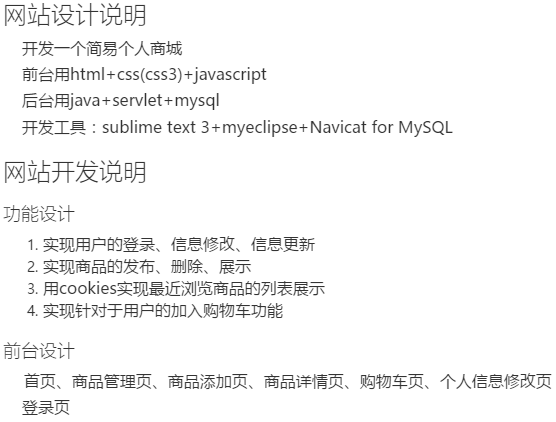 网站设计说明
开发一个简易个人商城
前台用html+css(css3)+javascript
后台用java+servlet+mysql
开发工具：sublime text 3+myeclipse+Navicat for MySQL
网站开发说明
功能设计
1. 实现用户的登录、信息修改、信息更新
2. 实现商品的发布、删除、展示
3. 用cookies实现最近浏览商品的列表展示
4. 实现针对于用户的加入购物车功能
前台设计
首页、商品管理页、商品添加页、商品详情页、购物车页、个人信息修改页
登录页